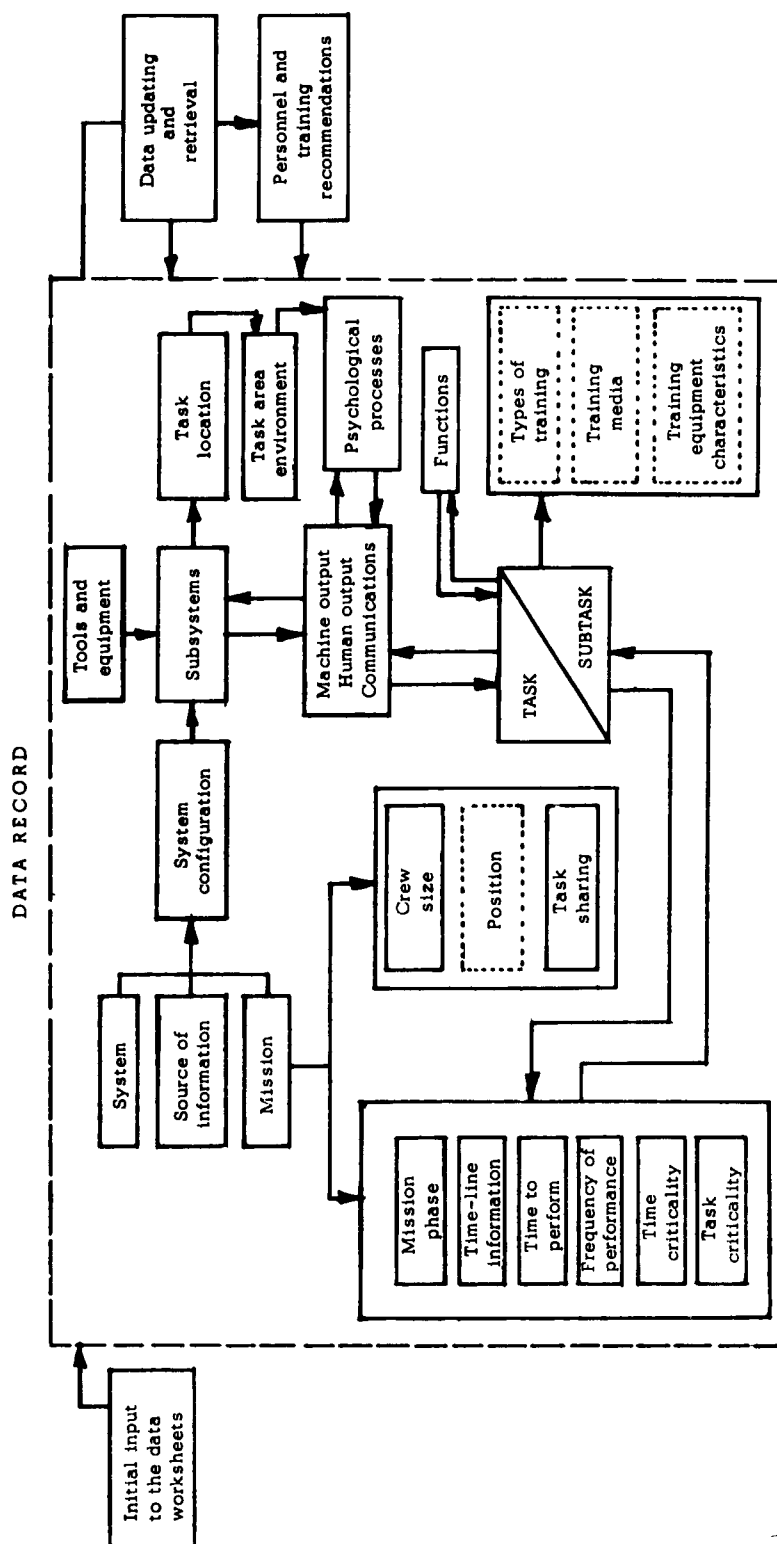 DATA RECORD
Initial input
to the data
worksheets
System
Source of
information
Mission
System
configuration
Tools and
equipment
Subsystems
Task
location
Task area
environment
Psychological
processes
Machine output
Human output
Communications
Functions
TASK
SUBTASK
Crew
size
Position
Task
sharing
Mission
phase
Time-line
information
Time to
perform
Frequency of
performance
Time
criticality
Task
criticality
Types of
training
Training
media
Training
equipment
characteristics
Data updating
and
retrieval
Personnel and
training
recommendations